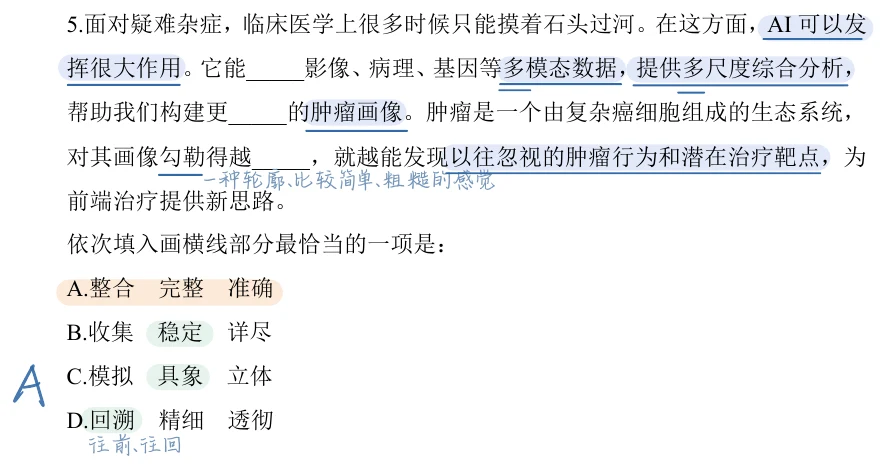 5.面对疑难杂症，临床医学上很多时候只能摸着石头过河。在这方面，AI 可以发
挥很大作用。它能_____影像、病理、基因等多模态数据，提供多尺度综合分析，
帮助我们构建更_____的肿瘤画像。肿瘤是一个由复杂癌细胞组成的生态系统，
对其画像勾勒得越_____，就越能发现以往忽视的肿瘤行为和潜在治疗靶点，为
一种轮廓、比较简单、粗糙的感觉
前端治疗提供新思路。
依次填入画横线部分最恰当的一项是：
A.整合 完整 准确
B.收集 稳定 详尽
C.模拟 具象 立体
A
D.回溯 精细 透彻
往前、往回